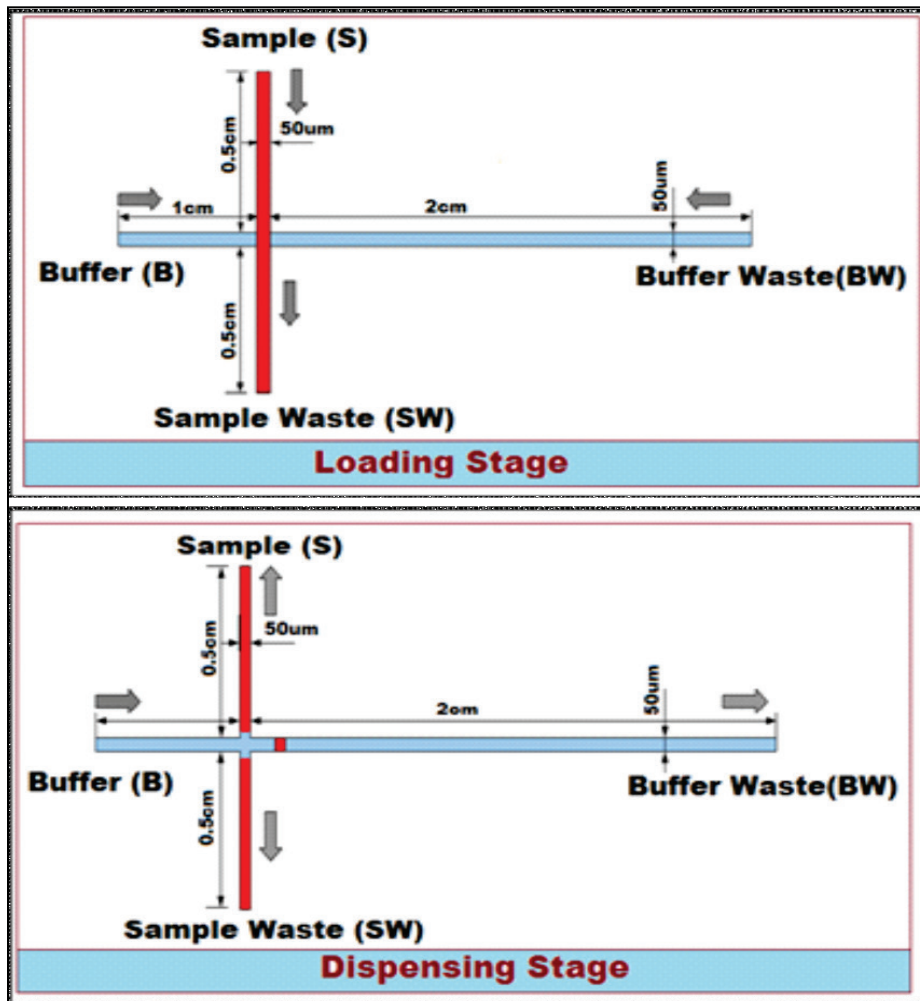 Sample (S)
50um
0.5cm
1cm
2cm
50um
Buffer (B)
Buffer Waste(BW)
0.5cm
Sample Waste (SW)
Loading Stage
Sample (S)
50um
0.5cm
2cm
50um
Buffer (B)
Buffer Waste(BW)
0.5cm
Sample Waste (SW)
Dispensing Stage